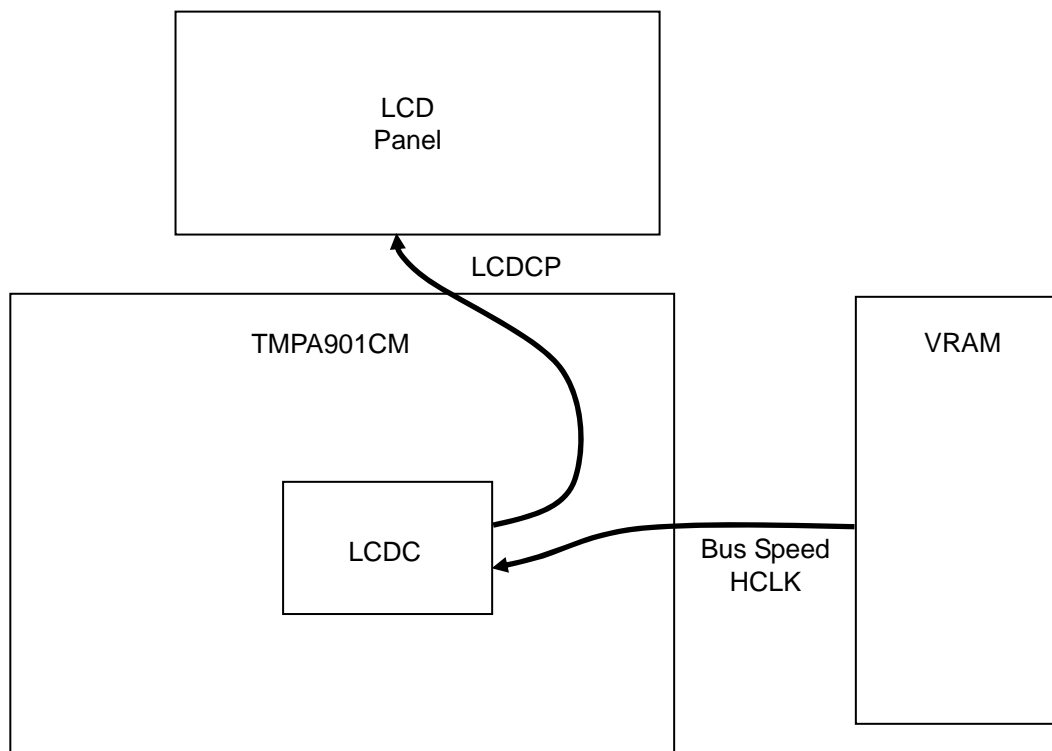 LCD
Panel
LCDCP
TMPA901CM
VRAM
LCDC
Bus Speed
HCLK